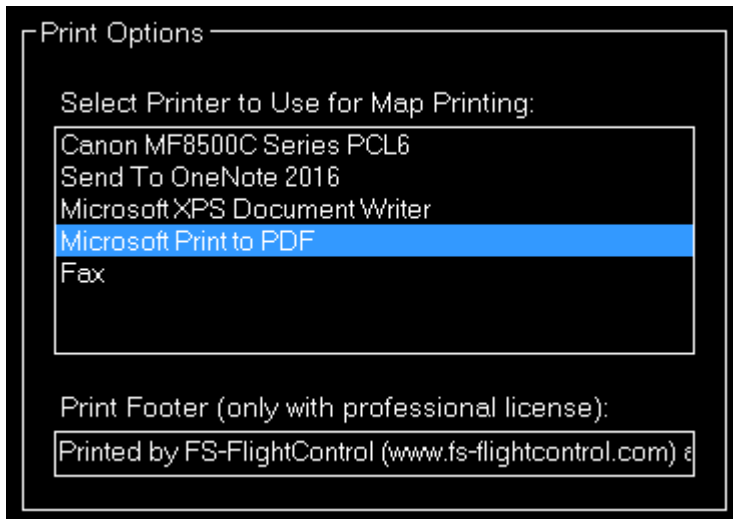 Print Options
Select Printer to Use for Map Printing:
Canon MF8500C Series PCL6
Send To OneNote 2016
Microsoft XPS Document Writer
Microsoft Print to PDF
Fax
Print Footer (only with professional license):
Printed by FS-FlightControl (www.fs-flightcontrol.com)